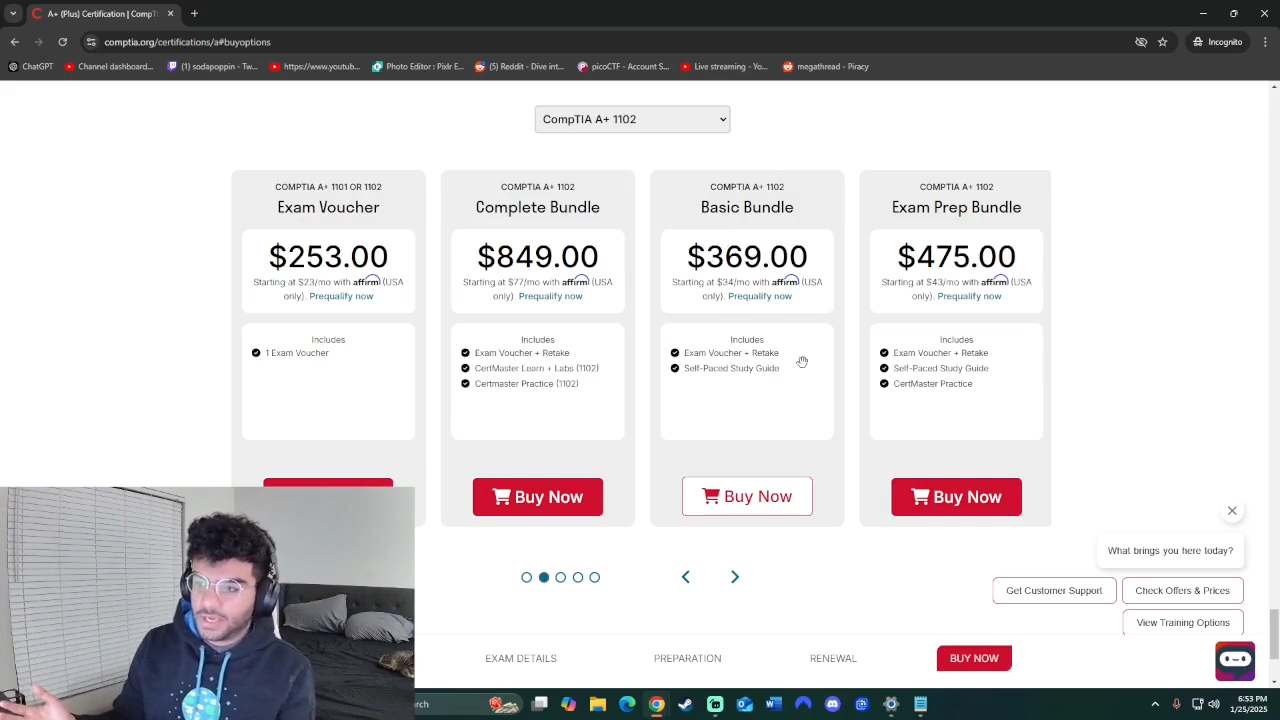 A+ (Plus) Certification | CompT
comptia.org/certifications/a#buyoptions
Incognito
ChatGPT
Channel dashboard...
(1) sodapoppin - Tw...
https://www.youtub...
Photo Editor : Pixlr E...
(5) Reddit - Dive int...
picoCTF - Account S...
Live streaming - Yo...
megathread - Piracy
CompTIA A+ 1102
COMPTIA A+ 1101 OR 1102
Exam Voucher
$253.00
Starting at $23/mo with affirm (USA
only). Prequalify now
Includes
1 Exam Voucher
COMPTIA A+ 1102
Complete Bundle
$849.00
Starting at $77/mo with affirm (USA
only). Prequalify now
Includes
Exam Voucher + Retake
CertMaster Learn + Labs (1102)
Certmaster Practice (1102)
Buy Now
COMPTIA A+ 1102
Basic Bundle
$369.00
Starting at $34/mo with affirm (USA
only). Prequalify now
Includes
Exam Voucher + Retake
Self-Paced Study Guide
Buy Now
COMPTIA A+ 1102
Exam Prep Bundle
$475.00
Starting at $43/mo with affirm (USA
only). Prequalify now
Includes
Exam Voucher + Retake
Self-Paced Study Guide
CertMaster Practice
Buy Now
What brings you here today?
Get Customer Support
Check Offers & Prices
View Training Options
EXAM DETAILS
PREPARATION
RENEWAL
BUY NOW
rch
6:53 PM
1/25/2025